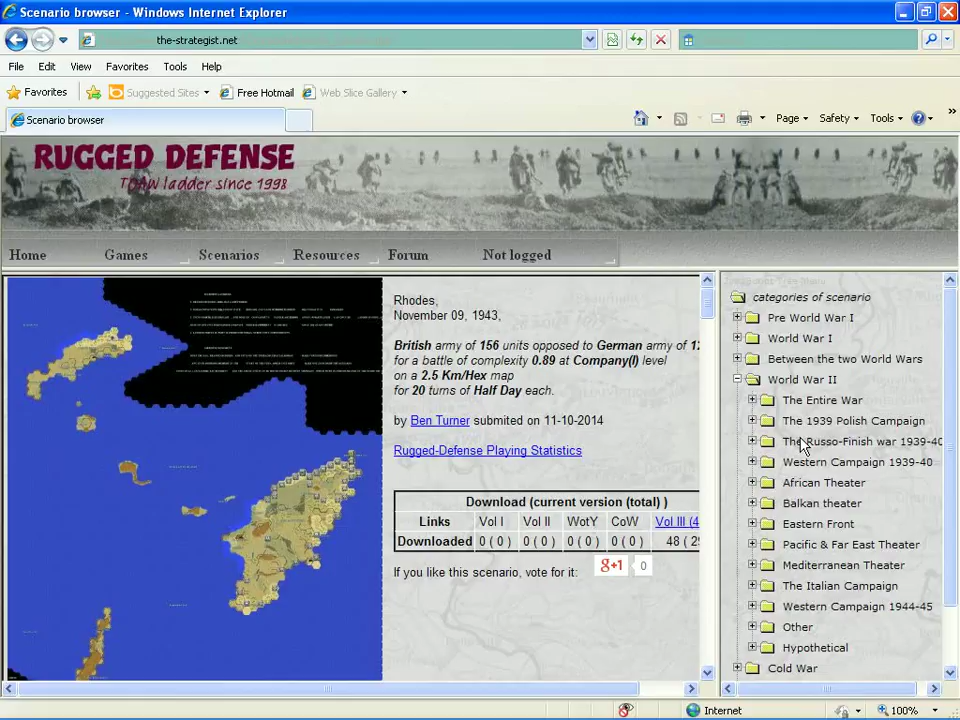 Scenario browser - Windows Internet Explorer
the-strategist.net
File Edit View Favorites Tools Help
Favorites Suggested Sites Free Hotmail Web Slice Gallery
Scenario browser
Page Safety Tools »
RUGGED DEFENSE
TOAW ladder since 1998
Home Games Scenarios Resources Forum Not logged
Rhodes,
November 09, 1943,
British army of 156 units opposed to German army of 12
for a battle of complexity 0.89 at Company(I) level
on a 2.5 Km/Hex map
for 20 turns of Half Day each.
by Ben Turner submited on 11-10-2014
Rugged-Defense Playing Statistics
Download (current version (total) )
Links Vol I Vol II WotY CoW Vol III (4
Downloaded 0 ( 0 ) 0 ( 0 ) 0 ( 0 ) 0 ( 0 ) 48 ( 29
If you like this scenario, vote for it: g+1 0
categories of scenario
Pre World War I
World War I
Between the two World Wars
World War II
The Entire War
The 1939 Polish Campaign
The Russo-Finish war 1939-40
Western Campaign 1939-40
African Theater
Balkan theater
Eastern Front
Pacific & Far East Theater
Mediterranean Theater
The Italian Campaign
Western Campaign 1944-45
Other
Hypothetical
Cold War
Internet 100%